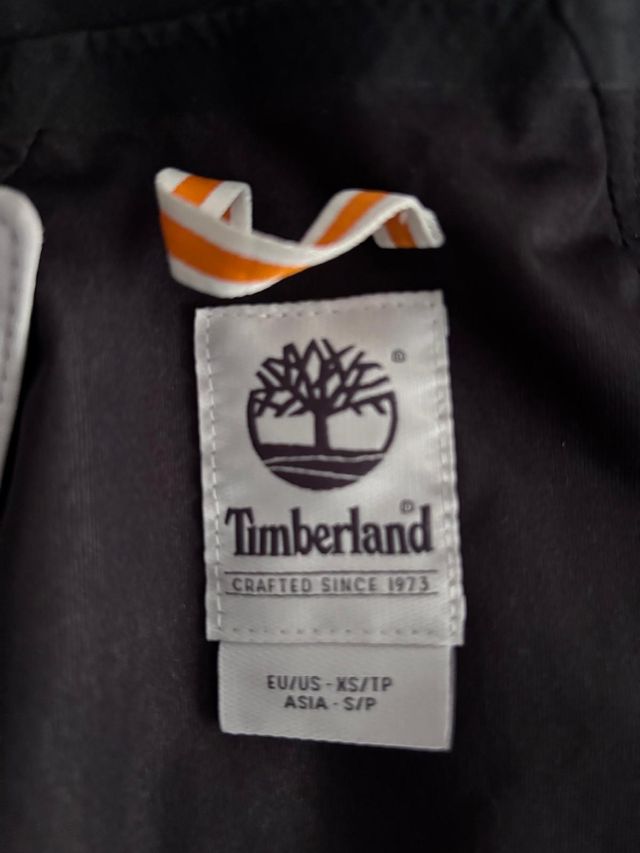 ®
Timberland®
CRAFTED SINCE 1973
EU/US - XS/TP
ASIA - S/P